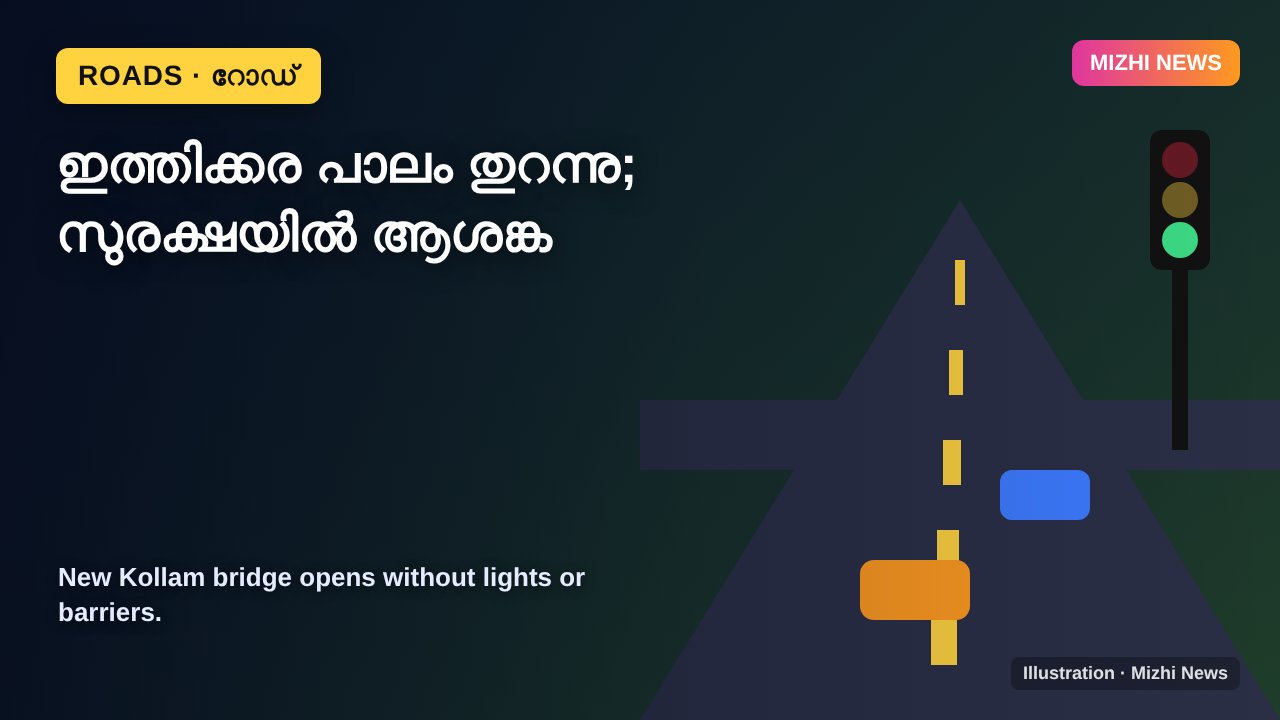 ROADS · റോഡ്
MIZHI NEWS
ഇത്തിക്കര പാലം തുറന്നു;
സുരക്ഷയിൽ ആശങ്ക
New Kollam bridge opens without lights or
barriers.
Illustration · Mizhi News